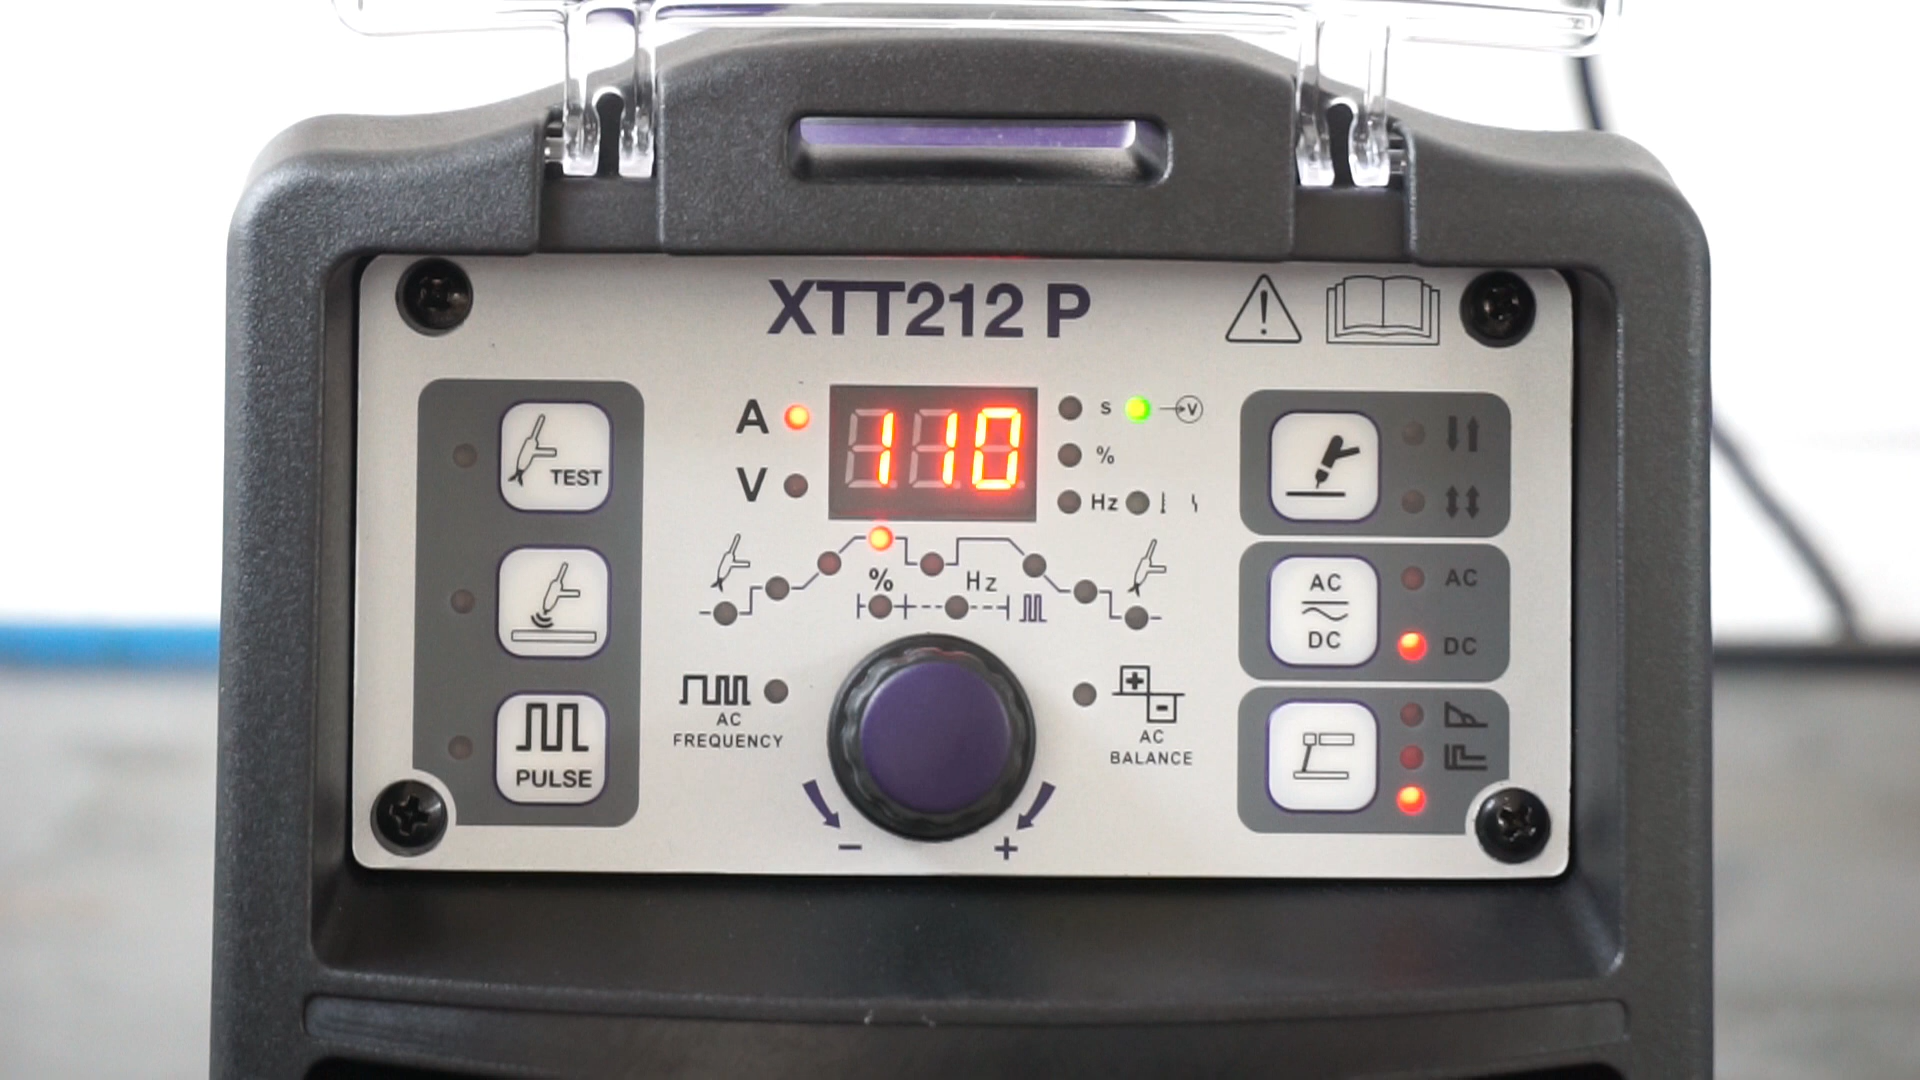 XTT212 P
A
110
S
V
%
Hz
TEST
% Hz
AC
DC
AC
DC
PULSE
AC
FREQUENCY
AC
BALANCE
+
-
- +